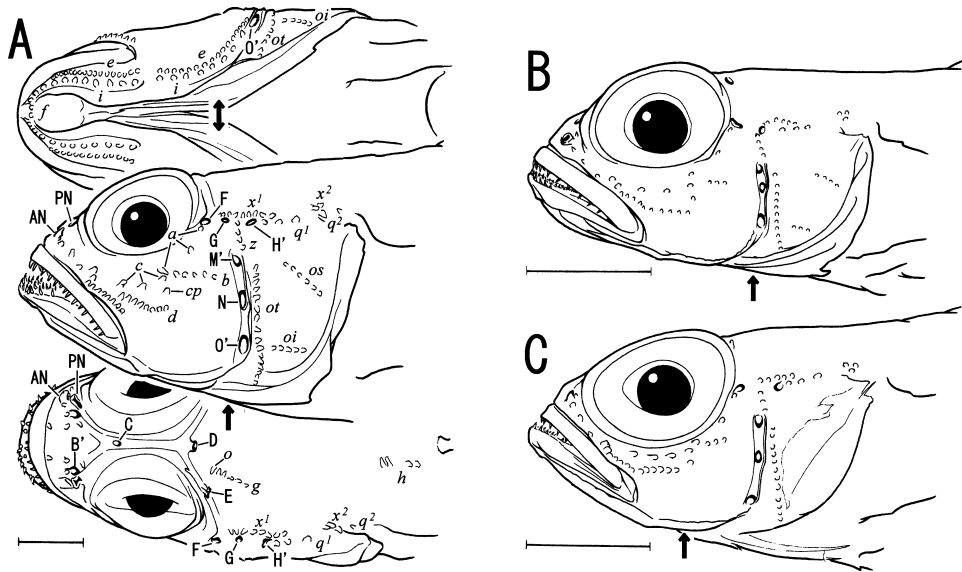 A
oi
O'
ot
e
e
i
i
f
B
PN
AN
F
x¹
x²
q¹
q²
a
G
H'
z
M'
c
b
os
cp
N
ot
d
O'
oi
C
PN
AN
C
D
B'
o
g
E
h
x¹
x²
q²
q¹
F
G
H'